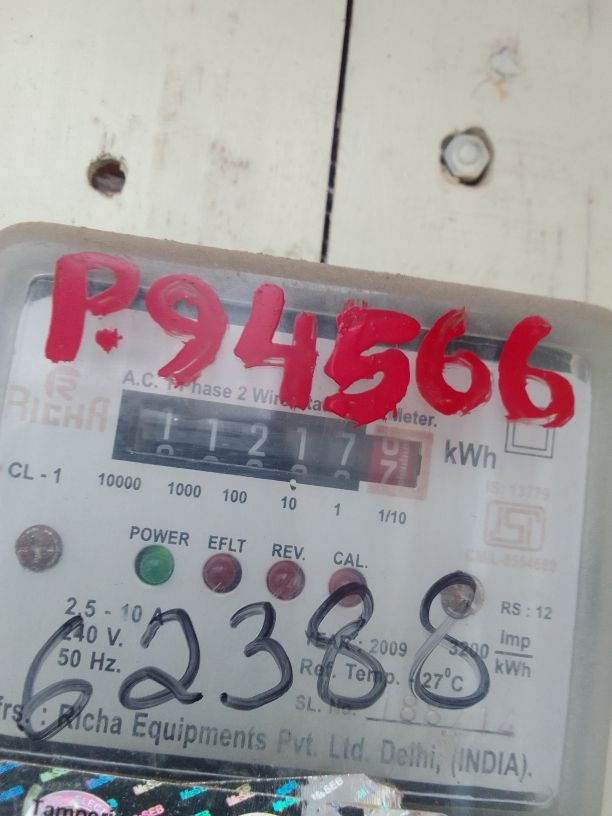 P.94566
RICHA
A.C. 1 Phase 2 Wire Meter.
11217 kWh
CL - 1
10000 1000 100 10 1 1/10
IS: 13779
POWER EFLT REV. CAL.
2.5 - 10 A
240 V.
50 Hz.
YEAR : 2009
3200 imp/kWh
RS : 12
Ref. Temp. 27°C
SL. No.
62388
Mfrs. : Richa Equipments Pvt. Ltd. Delhi, (INDIA).
MSEB